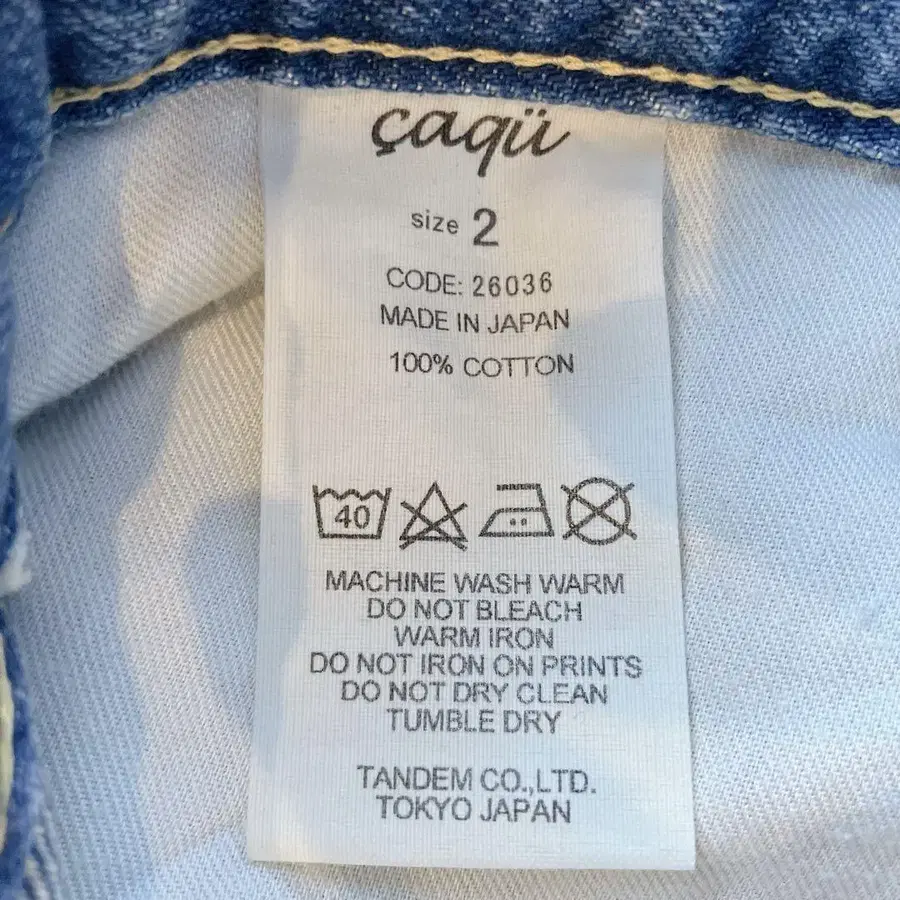 çaqü
size 2
CODE: 26036
MADE IN JAPAN
100% COTTON
40
MACHINE WASH WARM
DO NOT BLEACH
WARM IRON
DO NOT IRON ON PRINTS
DO NOT DRY CLEAN
TUMBLE DRY
TANDEM CO.,LTD.
TOKYO JAPAN